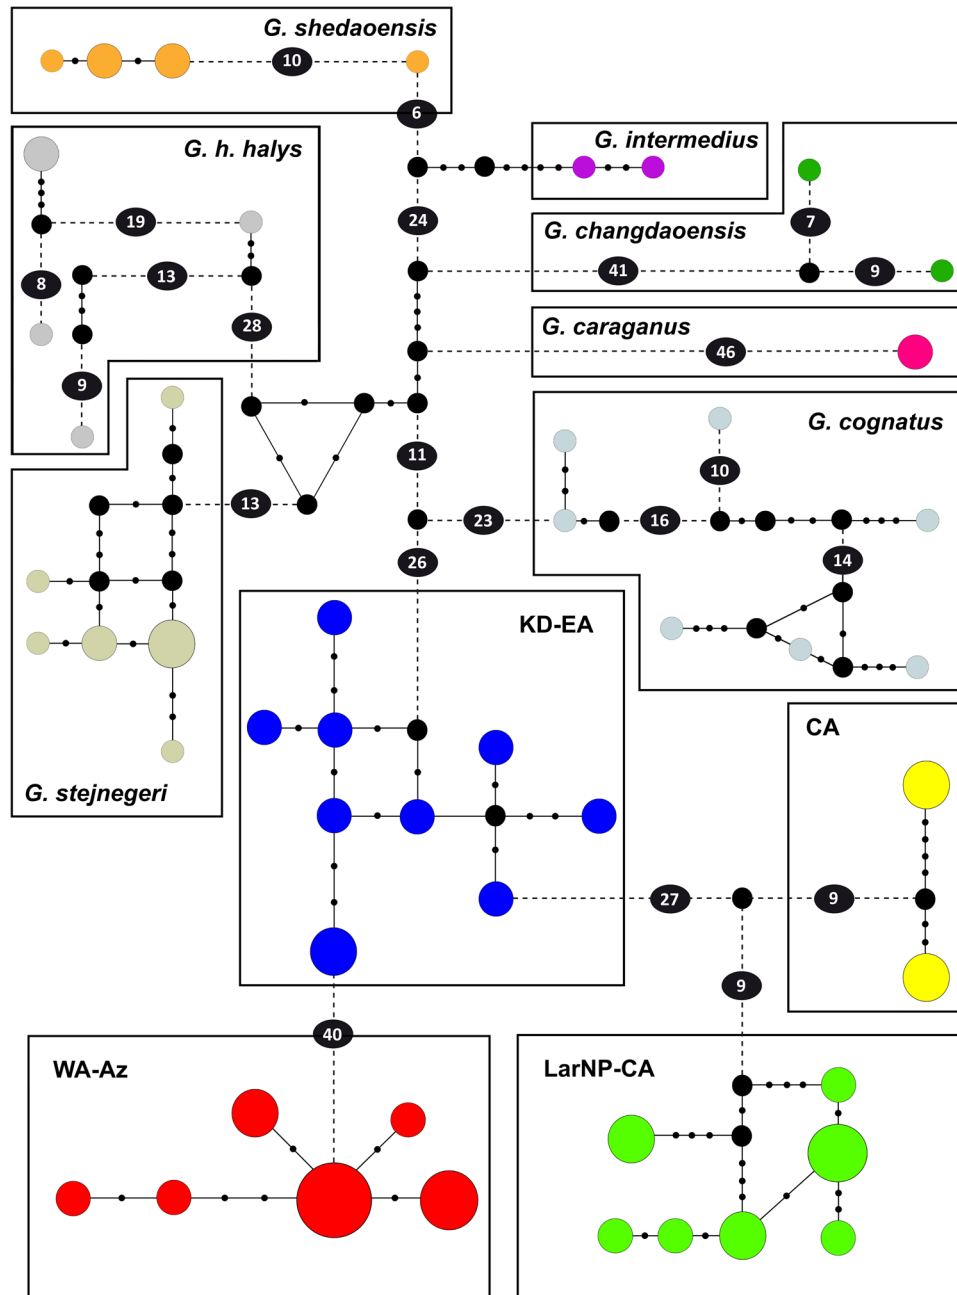 G. shedaoensis
10
6
G. h. halys
G. intermedius
19
24
7
G. changdaoensis
8
13
41
9
28
G. caraganus
46
9
G. cognatus
11
10
13
23
16
26
14
KD-EA
CA
G. stejnegeri
27
9
9
40
WA-Az
LarNP-CA